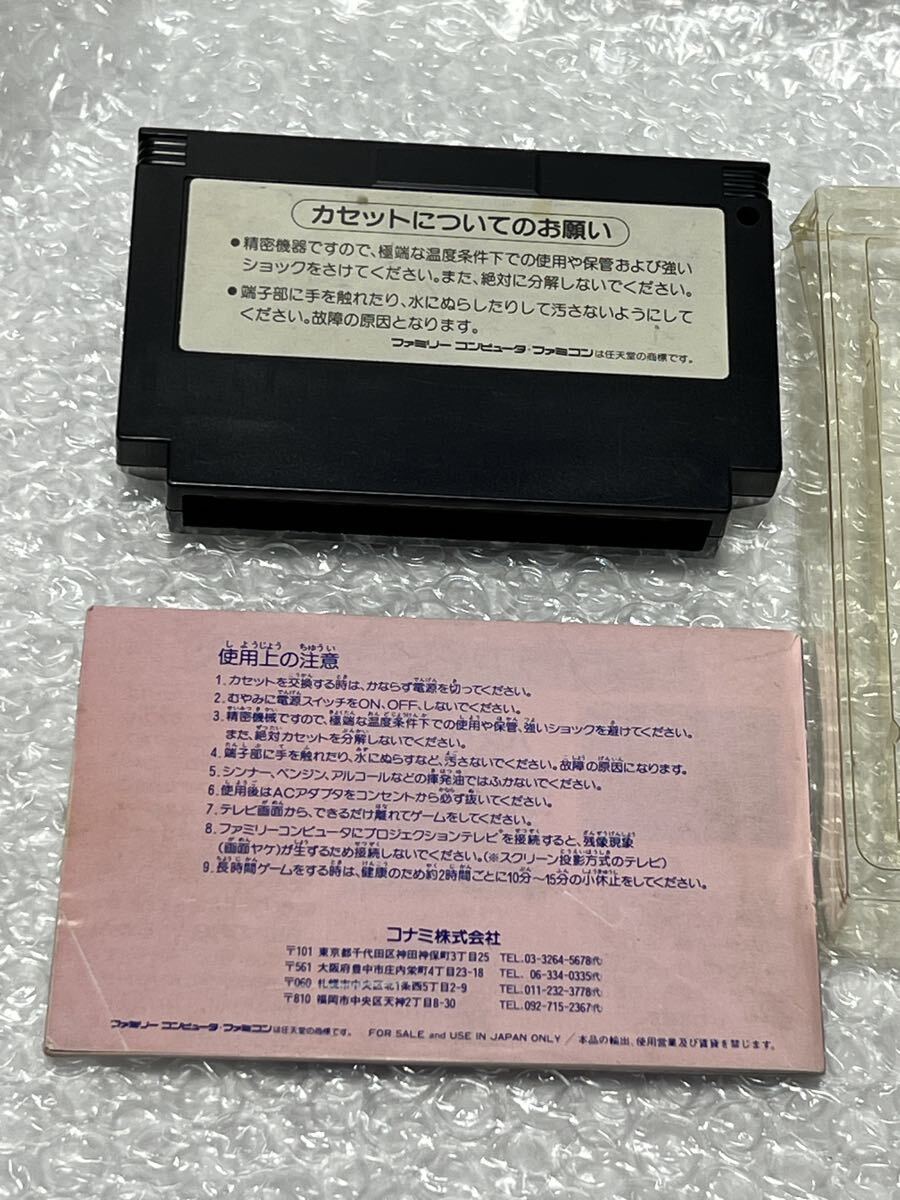 カセットについてのお願い
●精密機器ですので、極端な温度条件下での使用や保管および強い
ショックをさけてください。また、絶対に分解しないでください。
●端子部に手を触れたり、水にぬらしたりして汚さないようにして
ください。故障の原因となります。
ファミリー コンピュータ・ファミコンは任天堂の商標です。
使用上の注意
1.カセットを交換する時は、かならず電源を切ってください。
2.むやみに電源スイッチをON、OFF、しないでください。
3.精密機械ですので、極端な温度条件下での使用や保管、強いショックを避けてください。
また、絶対カセットを分解しないでください。
4.端子部に手を触れたり、水にぬらすなど、汚さないでください。故障の原因になります。
5.シンナー、ベンジン、アルコールなどの揮発油ではふかないでください。
6.使用後はACアダプタをコンセントから必ず抜いてください。
7.テレビ画面から、できるだけ離れてゲームをしてください。
8.ファミリーコンピュータにプロジェクションテレビ※を接続すると、残像現象
(画面ヤケ)が生ずるため接続しないでください。(※スクリーン投影方式のテレビ)
9.長時間ゲームをする時は、健康のため約2時間ごとに10分～15分の小休止をしてください。
コナミ株式会社
〒101 東京都千代田区神田神保町3丁目25 TEL.03-3264-5678代
〒561 大阪府豊中市庄内栄町4丁目23-18 TEL. 06-334-0335代
〒060 札幌市中央区北1条西5丁目2-9 TEL.011-232-3778代
〒810 福岡市中央区天神2丁目8-30 TEL.092-715-2367代
ファミリー コンピュータ・ファミコンは任天堂の商標です。 FOR SALE and USE IN JAPAN ONLY／本品の輸出、使用営業及び賃貸を禁じます。